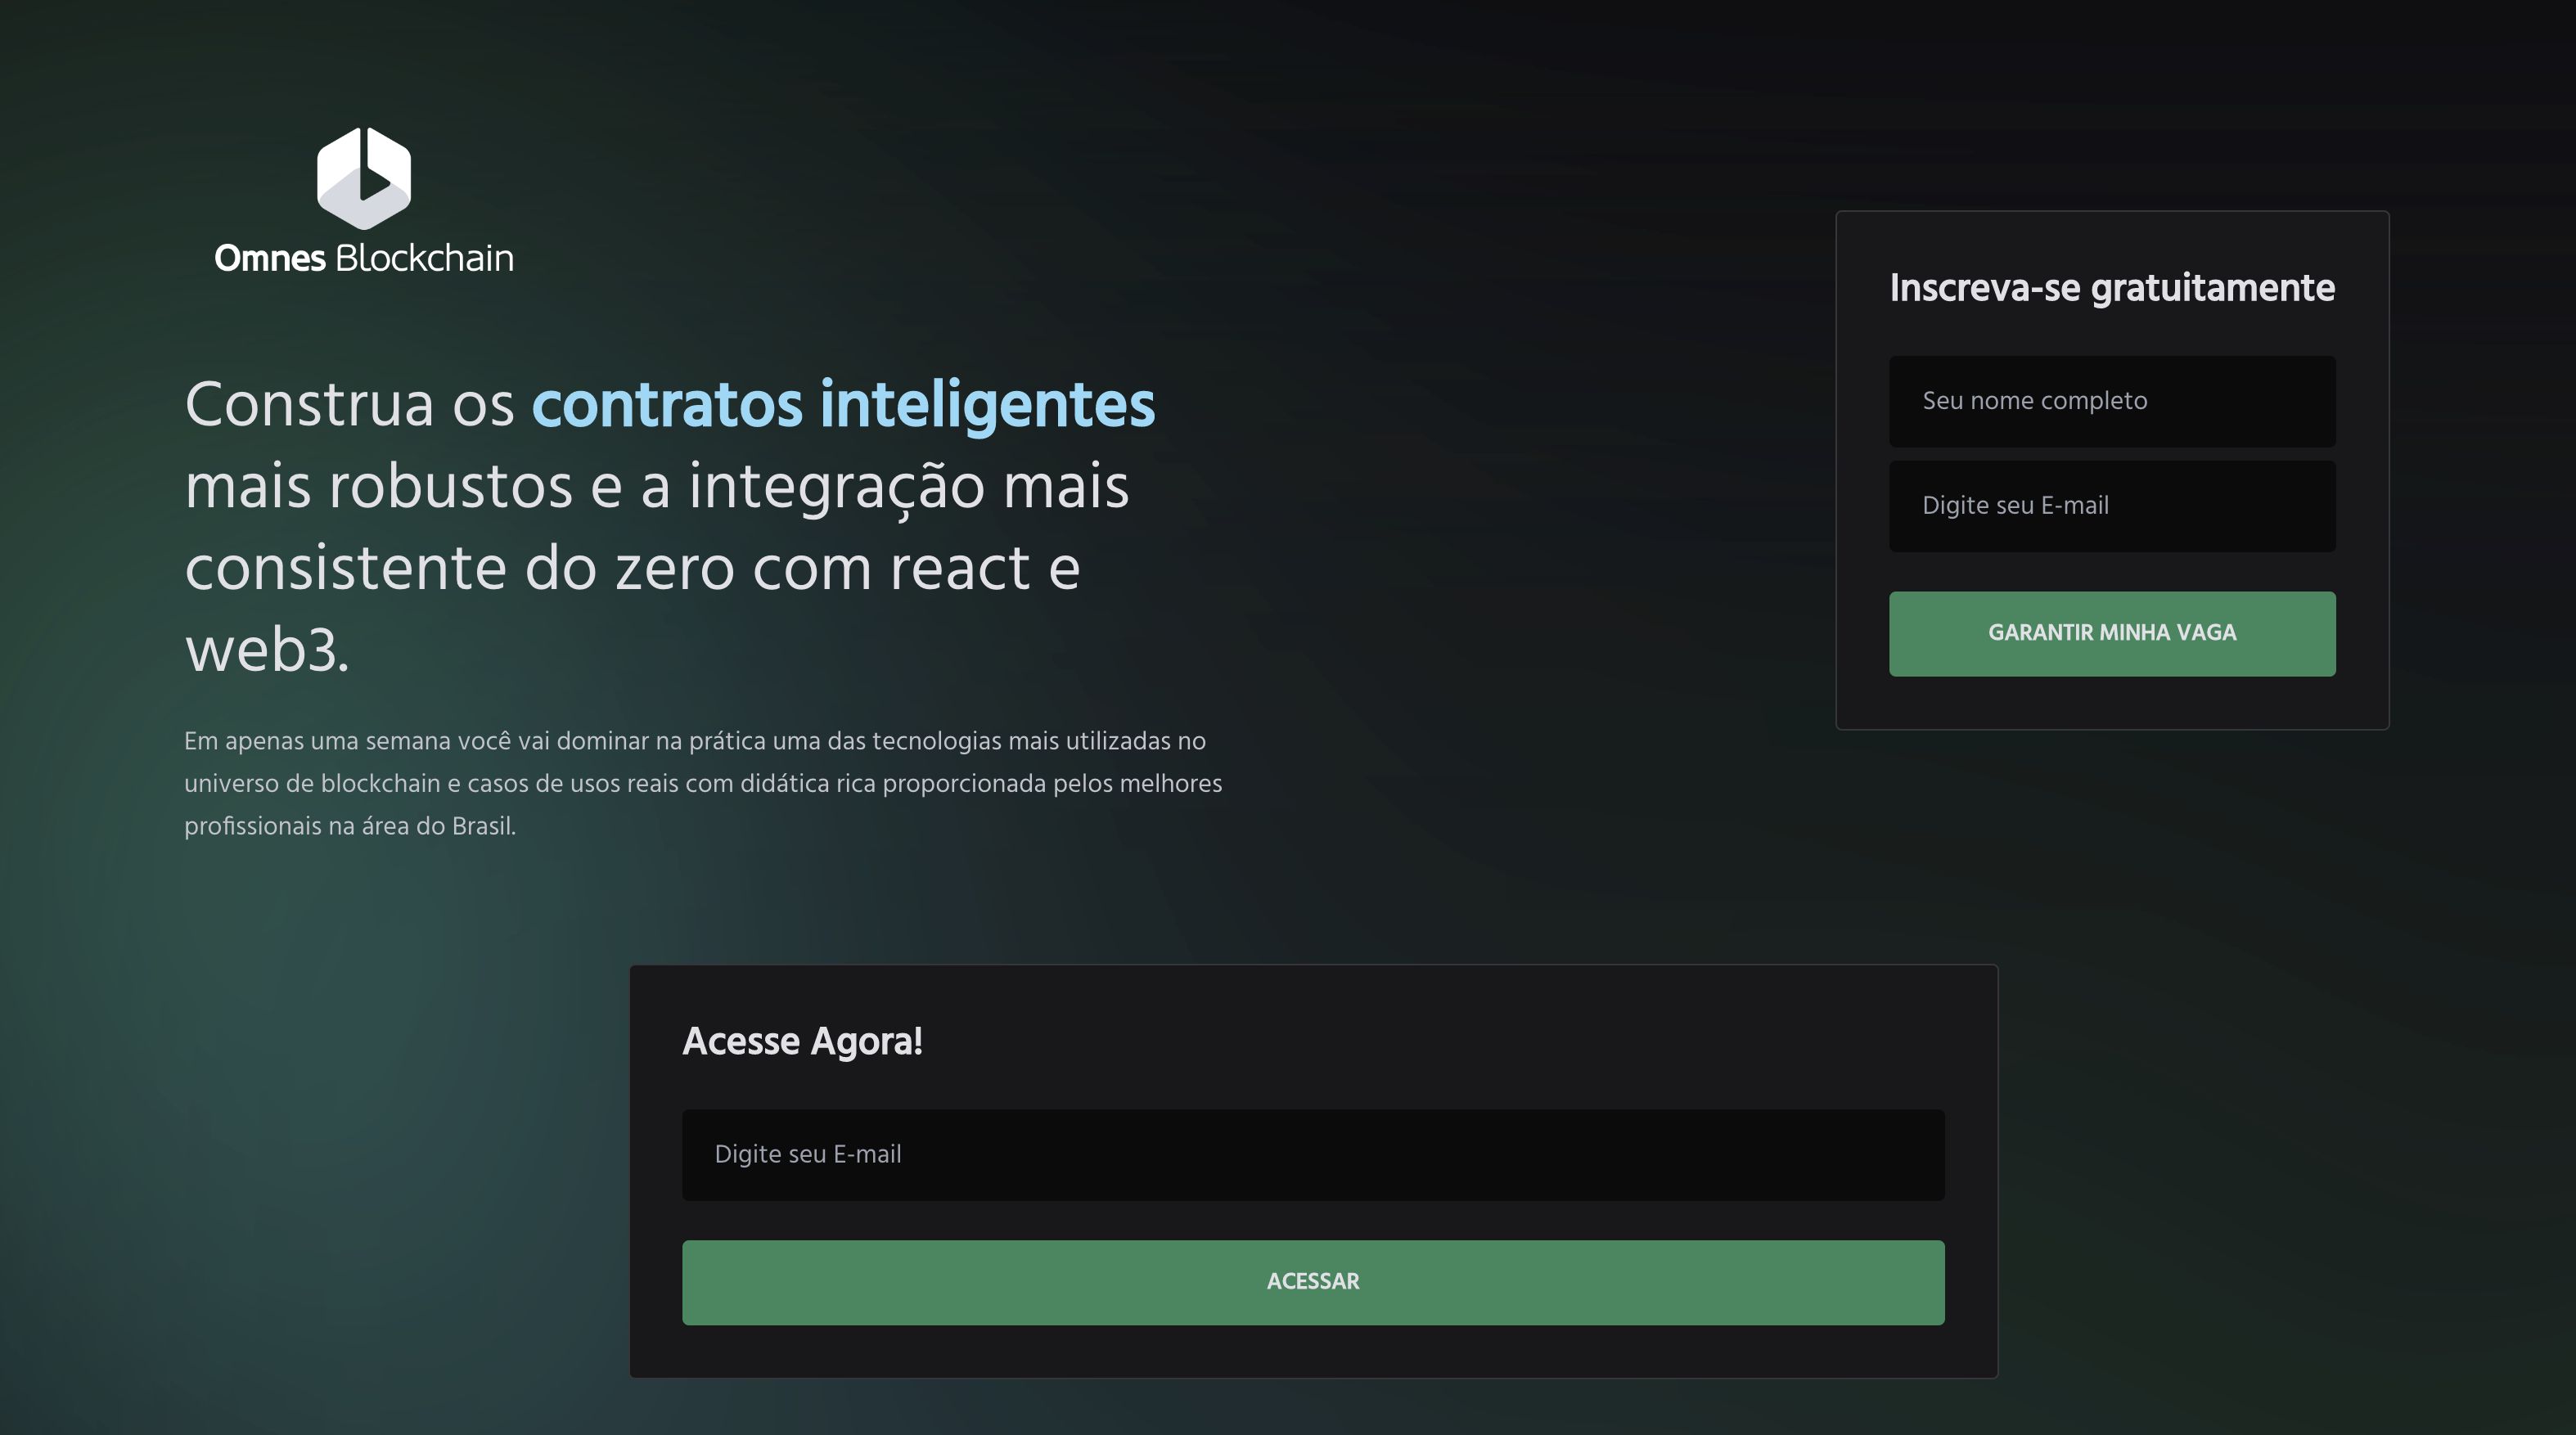 Omnes Blockchain
Construa os contratos inteligentes
mais robustos e a integração mais
consistente do zero com react e
web3.
Em apenas uma semana você vai dominar na prática uma das tecnologias mais utilizadas no
universo de blockchain e casos de usos reais com didática rica proporcionada pelos melhores
profissionais na área do Brasil.
Inscreva-se gratuitamente
Seu nome completo
Digite seu E-mail
GARANTIR MINHA VAGA
Acesse Agora!
Digite seu E-mail
ACESSAR